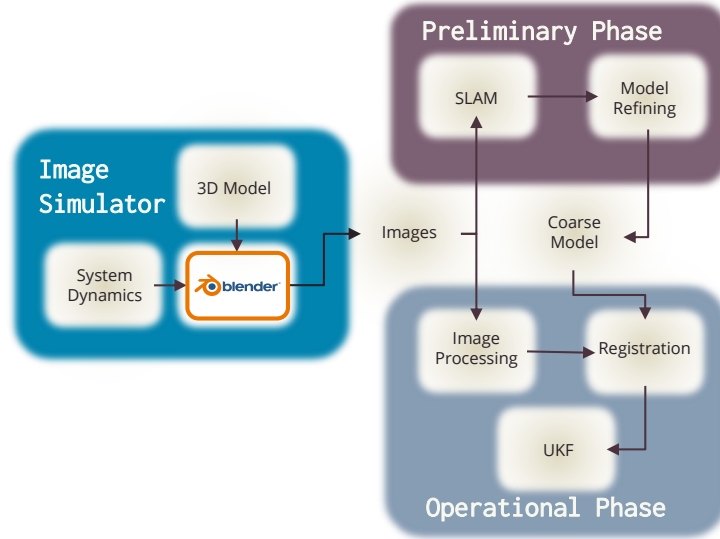 Preliminary Phase
SLAM
Model
Refining
Image
Simulator
3D Model
System
Dynamics
blender
Images
Coarse
Model
Image
Processing
Registration
UKF
Operational Phase